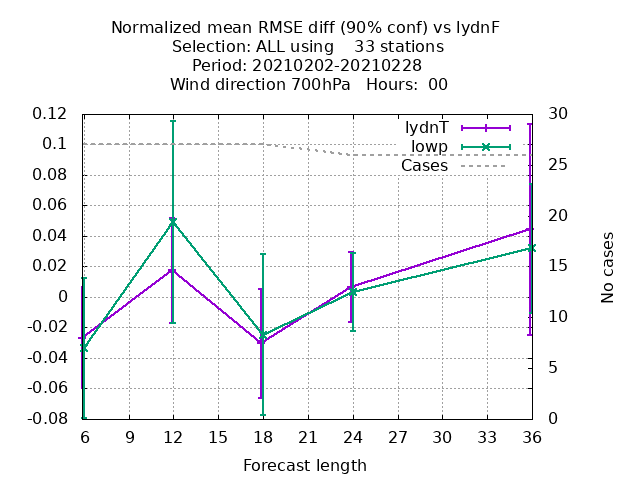 Normalized mean RMSE diff (90% conf) vs lydnF
Selection: ALL using    33 stations
Period: 20210202-20210228
Wind direction 700hPa   Hours:  00
lydnT
lowp
Cases
0.12
0.1
0.08
0.06
0.04
0.02
0
-0.02
-0.04
-0.06
-0.08
30
25
20
15
10
5
0
No cases
6 9 12 15 18 21 24 27 30 33 36
Forecast length